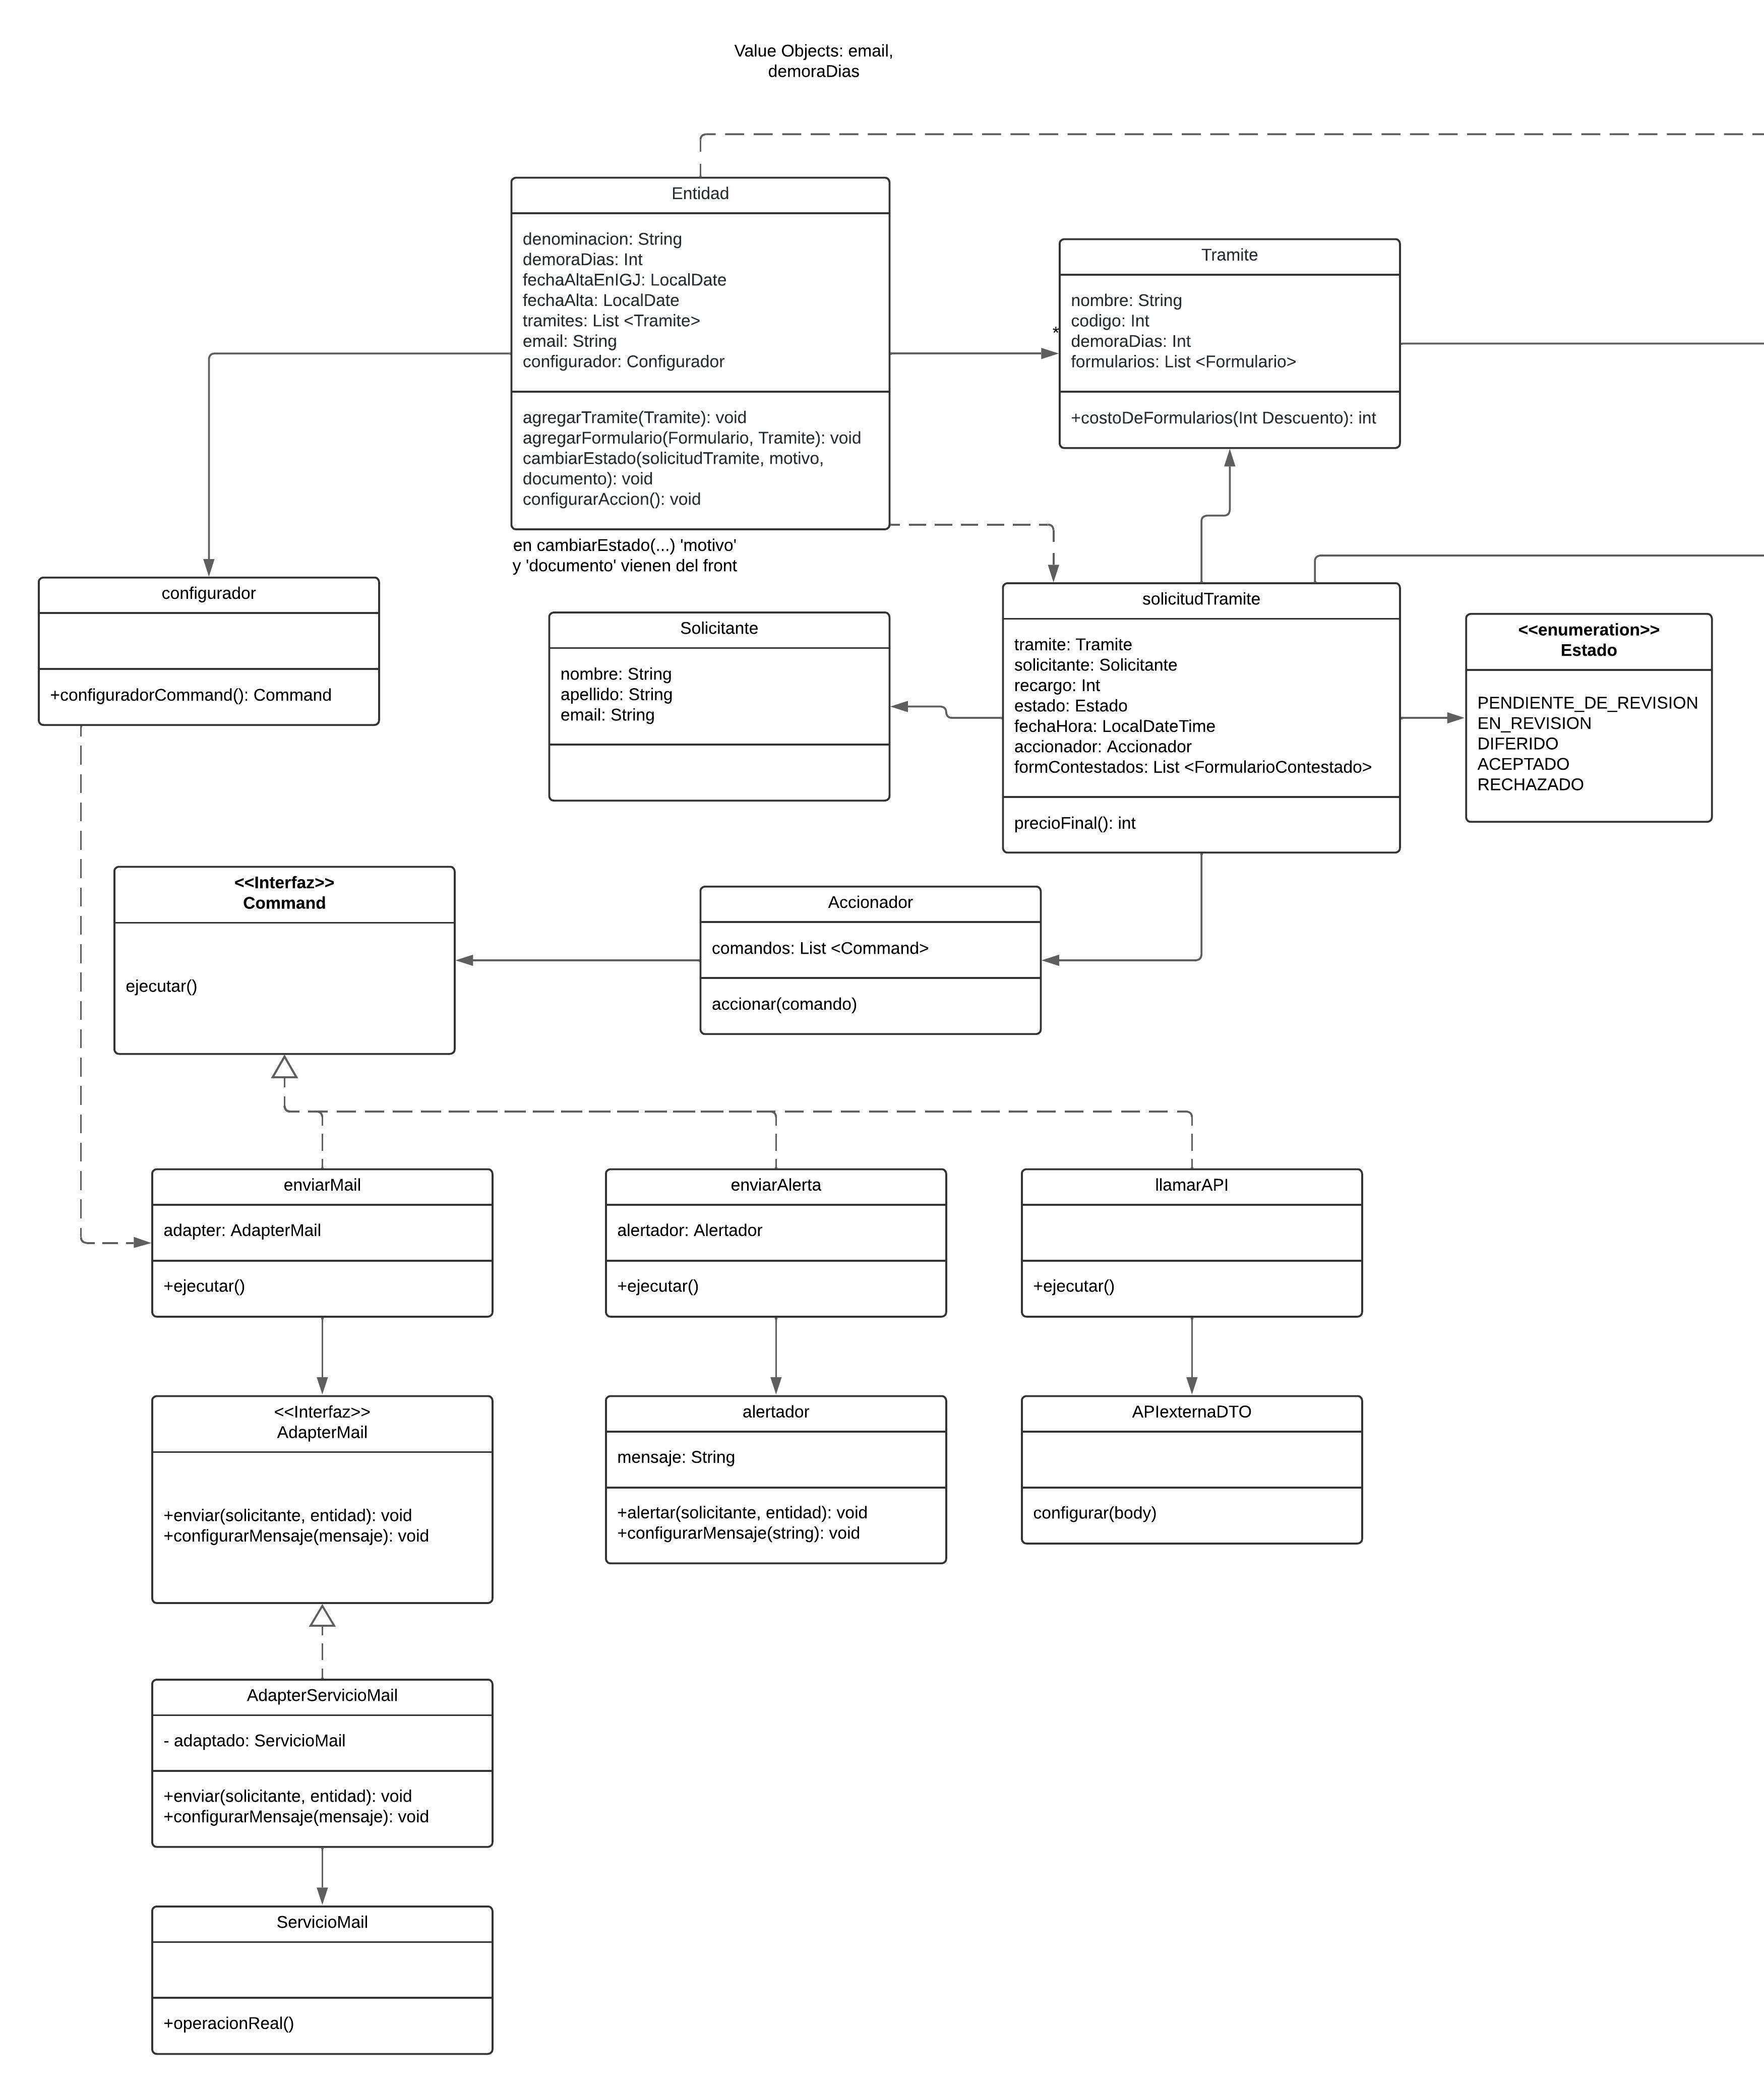 Value Objects: email,
demoraDias
Entidad
denominacion: String
demoraDias: Int
fechaAltaEnIGJ: LocalDate
fechaAlta: LocalDate
tramites: List <Tramite>
email: String
configurador: Configurador
agregarTramite(Tramite): void
agregarFormulario(Formulario, Tramite): void
cambiarEstado(solicitudTramite, motivo,
documento): void
configurarAccion(): void
en cambiarEstado(...) 'motivo'
y 'documento' vienen del front
*
Tramite
nombre: String
codigo: Int
demoraDias: Int
formularios: List <Formulario>
+costoDeFormularios(Int Descuento): int
configurador
+configuradorCommand(): Command
Solicitante
nombre: String
apellido: String
email: String
solicitudTramite
tramite: Tramite
solicitante: Solicitante
recargo: Int
estado: Estado
fechaHora: LocalDateTime
accionador: Accionador
formContestados: List <FormularioContestado>
precioFinal(): int
<<enumeration>>
Estado
PENDIENTE_DE_REVISION
EN_REVISION
DIFERIDO
ACEPTADO
RECHAZADO
<<Interfaz>>
Command
ejecutar()
Accionador
comandos: List <Command>
accionar(comando)
enviarMail
adapter: AdapterMail
+ejecutar()
enviarAlerta
alertador: Alertador
+ejecutar()
llamarAPI
+ejecutar()
<<Interfaz>>
AdapterMail
+enviar(solicitante, entidad): void
+configurarMensaje(mensaje): void
alertador
mensaje: String
+alertar(solicitante, entidad): void
+configurarMensaje(string): void
APIexternaDTO
configurar(body)
AdapterServicioMail
- adaptado: ServicioMail
+enviar(solicitante, entidad): void
+configurarMensaje(mensaje): void
ServicioMail
+operacionReal()